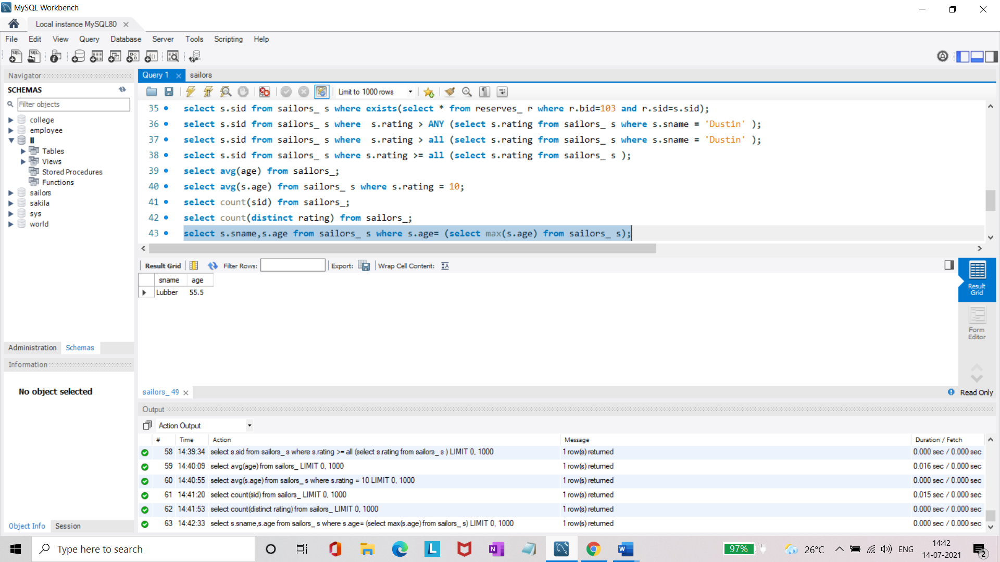 MySQL Workbench
Local instance MySQL80
File Edit View Query Database Server Tools Scripting Help
Navigator
SCHEMAS
Filter objects
college
employee
ll
Tables
Views
Stored Procedures
Functions
sailors
sakila
sys
world
Administration Schemas
Information
No object selected
Object Info Session
Query 1 sailors
Limit to 1000 rows
35 select s.sid from sailors_ s where exists(select * from reserves_ r where r.bid=103 and r.sid=s.sid);
36 select s.sid from sailors_ s where  s.rating > ANY (select s.rating from sailors_ s where s.sname = 'Dustin' );
37 select s.sid from sailors_ s where  s.rating > all (select s.rating from sailors_ s where s.sname = 'Dustin' );
38 select s.sid from sailors_ s where s.rating >= all (select s.rating from sailors_ s );
39 select avg(age) from sailors_;
40 select avg(s.age) from sailors_ s where s.rating = 10;
41 select count(sid) from sailors_;
42 select count(distinct rating) from sailors_;
43 select s.sname,s.age from sailors_ s where s.age= (select max(s.age) from sailors_ s);
Result Grid Filter Rows: Export: Wrap Cell Content:
sname age
Lubber 55.5
Result
Grid
Form
Editor
sailors_ 49
Read Only
Output
Action Output
# Time Action Message Duration / Fetch
58 14:39:34 select s.sid from sailors_ s where s.rating >= all (select s.rating from sailors_ s ) LIMIT 0, 1000 1 row(s) returned 0.000 sec / 0.000 sec
59 14:40:09 select avg(age) from sailors_ LIMIT 0, 1000 1 row(s) returned 0.016 sec / 0.000 sec
60 14:40:55 select avg(s.age) from sailors_ s where s.rating = 10 LIMIT 0, 1000 1 row(s) returned 0.000 sec / 0.000 sec
61 14:41:20 select count(sid) from sailors_ LIMIT 0, 1000 1 row(s) returned 0.015 sec / 0.000 sec
62 14:41:53 select count(distinct rating) from sailors_ LIMIT 0, 1000 1 row(s) returned 0.000 sec / 0.000 sec
63 14:42:33 select s.sname,s.age from sailors_ s where s.age= (select max(s.age) from sailors_ s) LIMIT 0, 1000 1 row(s) returned 0.000 sec / 0.000 sec
Type here to search
97% 26°C ENG
14:42
14-07-2021
2